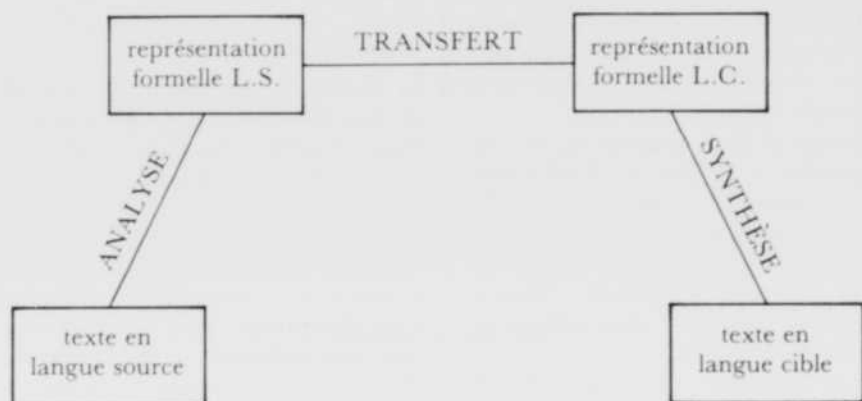 représentation
formelle L.S.
TRANSFERT
représentation
formelle L.C.
ANALYSE
SYNTHÈSE
texte en
langue source
texte en
langue cible